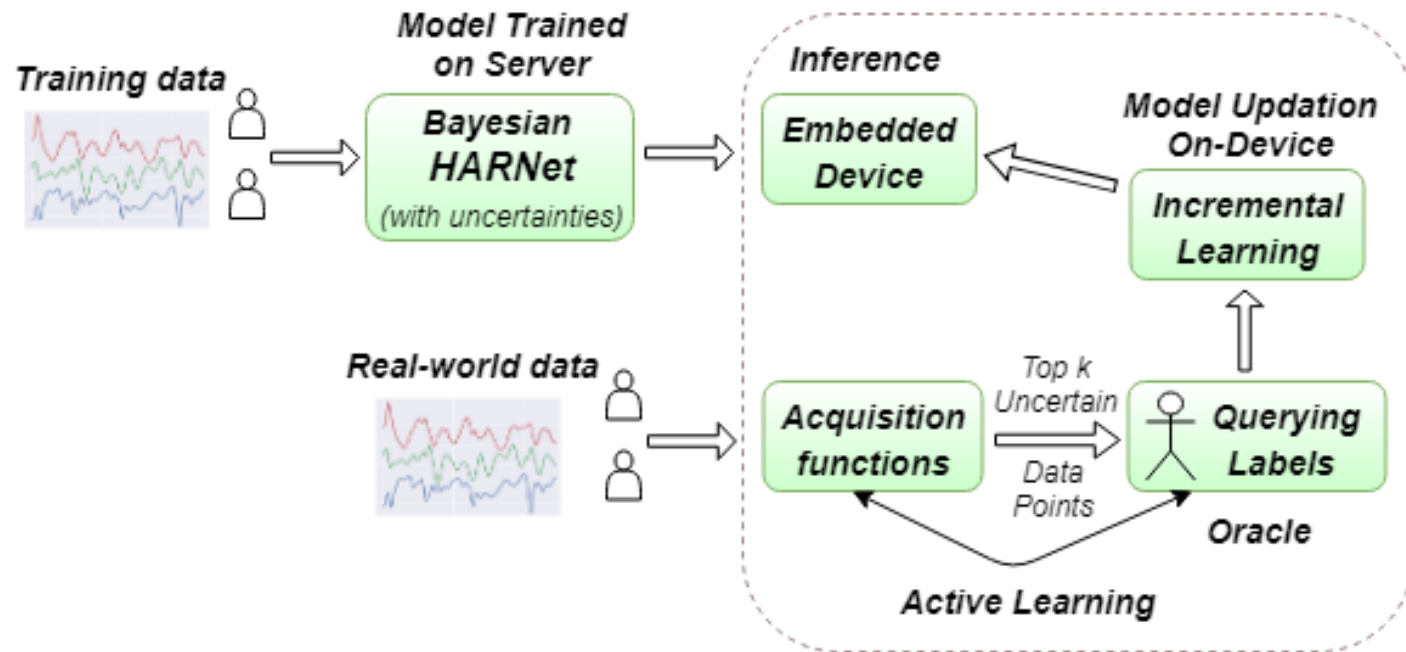 Training data
Model Trained
on Server
Bayesian
HARNet
(with uncertainties)
Inference
Embedded
Device
Model Updation
On-Device
Incremental
Learning
Real-world data
Acquisition
functions
Top k
Uncertain
Data
Points
Querying
Labels
Oracle
Active Learning